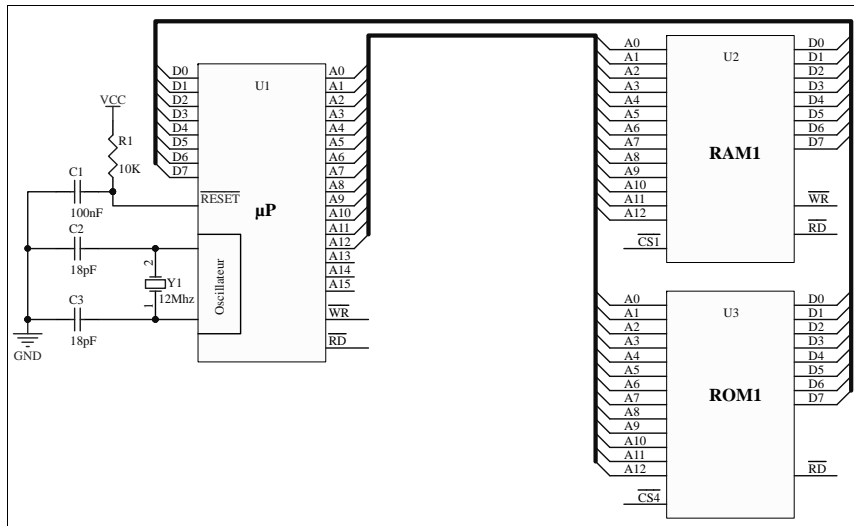 VCC
R1
10K
C1
100nF
C2
18pF
C3
18pF
GND
2
Y1
1
12Mhz
D0
D1
D2
D3
D4
D5
D6
D7
RESET
Oscillateur
U1
µP
A0
A1
A2
A3
A4
A5
A6
A7
A8
A9
A10
A11
A12
A13
A14
A15
WR
RD
A0
A1
A2
A3
A4
A5
A6
A7
A8
A9
A10
A11
A12
CS1
U2
RAM1
D0
D1
D2
D3
D4
D5
D6
D7
WR
RD
A0
A1
A2
A3
A4
A5
A6
A7
A8
A9
A10
A11
A12
CS4
U3
ROM1
D0
D1
D2
D3
D4
D5
D6
D7
RD